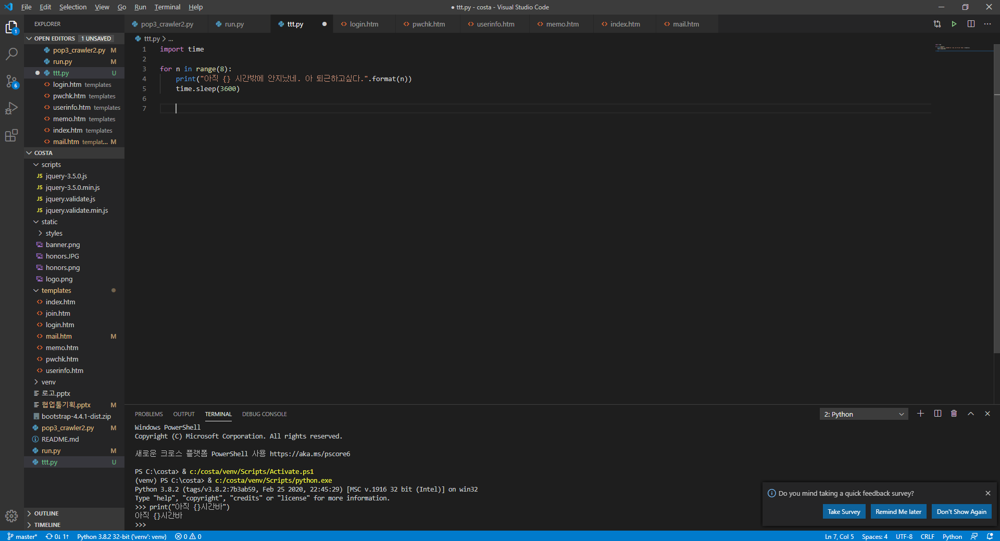 File Edit Selection View Go Run Terminal Help
● ttt.py - costa - Visual Studio Code
EXPLORER
OPEN EDITORS 1 UNSAVED
pop3_crawler2.py M
run.py M
ttt.py U
login.htm templates
pwchk.htm templates
userinfo.htm templates
memo.htm templates
index.htm templates
mail.htm templat... M
COSTA
scripts
JS jquery-3.5.0.js
JS jquery-3.5.0.min.js
JS jquery.validate.js
JS jquery.validate.min.js
static
styles
banner.png
honors.JPG
honors.png
logo.png
templates
index.htm
join.htm
login.htm
mail.htm M
memo.htm
pwchk.htm
userinfo.htm
venv
로고.pptx
협업툴기획.pptx M
bootstrap-4.4.1-dist.zip
pop3_crawler2.py M
README.md
run.py M
ttt.py U
OUTLINE
TIMELINE
pop3_crawler2.py run.py ttt.py login.htm pwchk.htm userinfo.htm memo.htm index.htm mail.htm
ttt.py > ...
1 import time
2
3 for n in range(8):
4 print("아직 {} 시간밖에 안지났네. 아 퇴근하고싶다.".format(n))
5 time.sleep(3600)
6
7
PROBLEMS OUTPUT TERMINAL DEBUG CONSOLE
2: Python
Windows PowerShell
Copyright (C) Microsoft Corporation. All rights reserved.
새로운 크로스 플랫폼 PowerShell 사용 https://aka.ms/pscore6
PS C:\costa> & c:/costa/venv/Scripts/Activate.ps1
(venv) PS C:\costa> & c:/costa/venv/Scripts/python.exe
Python 3.8.2 (tags/v3.8.2:7b3ab59, Feb 25 2020, 22:45:29) [MSC v.1916 32 bit (Intel)] on win32
Type "help", "copyright", "credits" or "license" for more information.
>>> print("아직 {}시간바")
아직 {}시간바
>>>
Do you mind taking a quick feedback survey?
Take Survey Remind Me later Don't Show Again
1
6
master* 0↓ 1↑ Python 3.8.2 32-bit ('venv': venv) 0 0
Ln 7, Col 5 Spaces: 4 UTF-8 CRLF Python